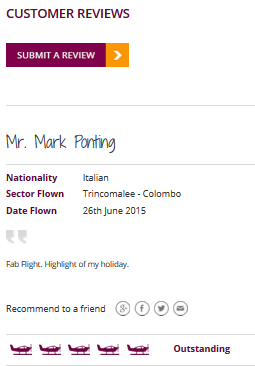 CUSTOMER REVIEWS
SUBMIT A REVIEW
Mr. Mark Ponting
Nationality Italian
Sector Flown Trincomalee - Colombo
Date Flown 26th June 2015
Fab Flight. Highlight of my holiday.
Recommend to a friend
Outstanding